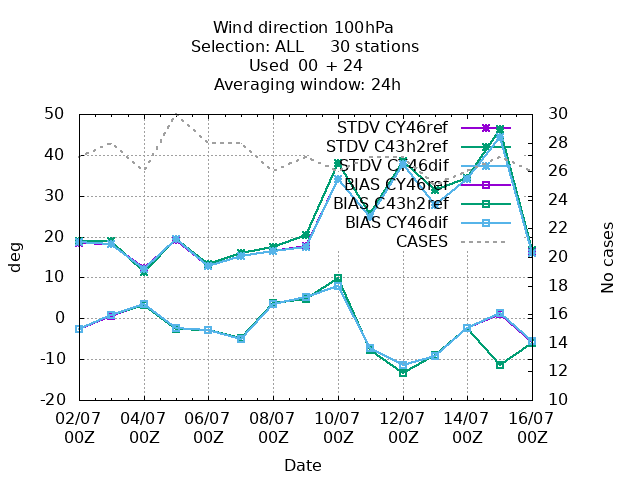 Wind direction 100hPa
Selection: ALL 30 stations
Used 00 + 24
Averaging window: 24h
50
40
30
20
10
0
-10
-20
deg
30
28
26
24
22
20
18
16
14
12
10
No cases
STDV CY46ref
STDV C43h2ref
STDV CY46dif
BIAS CY46ref
BIAS C43h2ref
BIAS CY46dif
CASES
02/07 04/07 06/07 08/07 10/07 12/07 14/07 16/07
00Z 00Z 00Z 00Z 00Z 00Z 00Z 00Z
Date